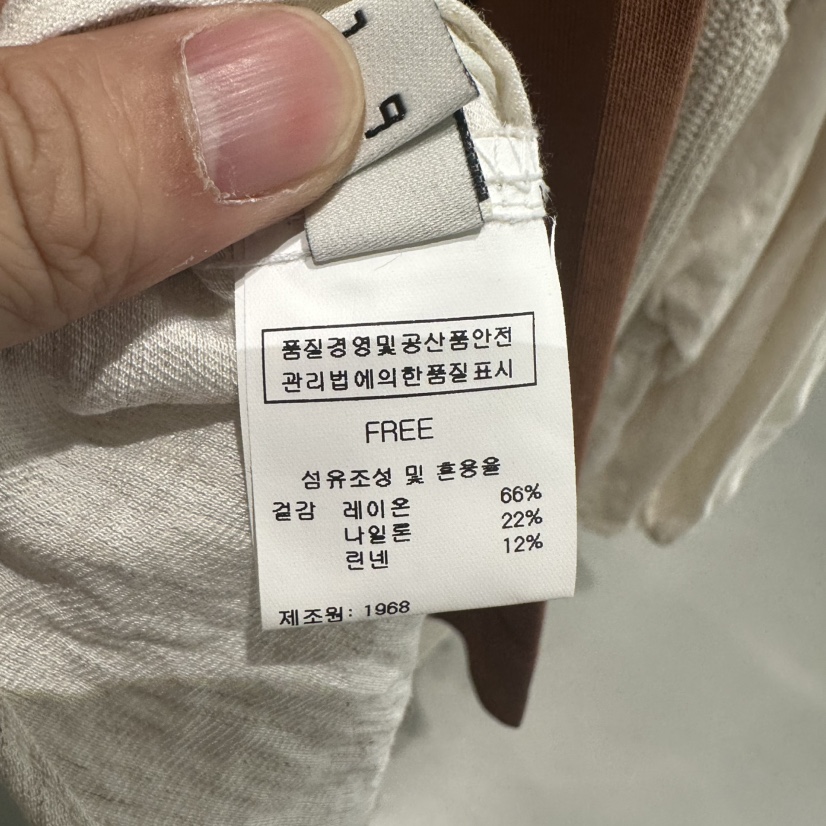 품질경영및공산품안전
관리법에의한품질표시
FREE
섬유조성 및 혼용율
겉감 레이온 66%
나일론 22%
린넨 12%
제조원: 1968